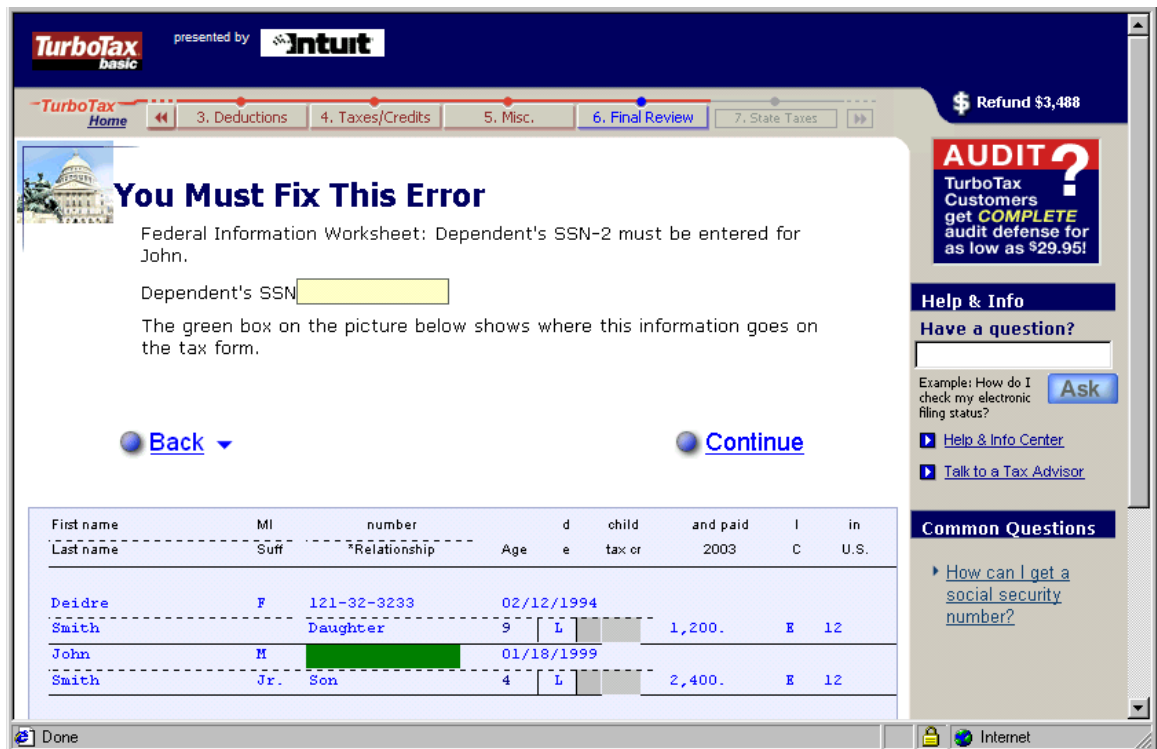 TurboTax
basic
presented by
Intuit
TurboTax
Home
3. Deductions
4. Taxes/Credits
5. Misc.
6. Final Review
7. State Taxes
Refund $3,488
You Must Fix This Error
Federal Information Worksheet: Dependent's SSN-2 must be entered for
John.
Dependent's SSN
The green box on the picture below shows where this information goes on
the tax form.
Back
Continue
First name MI number d child and paid l in
Last name Suff *Relationship Age e tax cr 2003 C U.S.
Deidre F 121-32-3233 02/12/1994
Smith Daughter 9 L 1,200. E 12
John M 01/18/1999
Smith Jr. Son 4 L 2,400. E 12
AUDIT?
TurboTax
Customers
get COMPLETE
audit defense for
as low as $29.95!
Help & Info
Have a question?
Example: How do I
check my electronic
filing status?
Ask
Help & Info Center
Talk to a Tax Advisor
Common Questions
How can I get a
social security
number?
Done
Internet